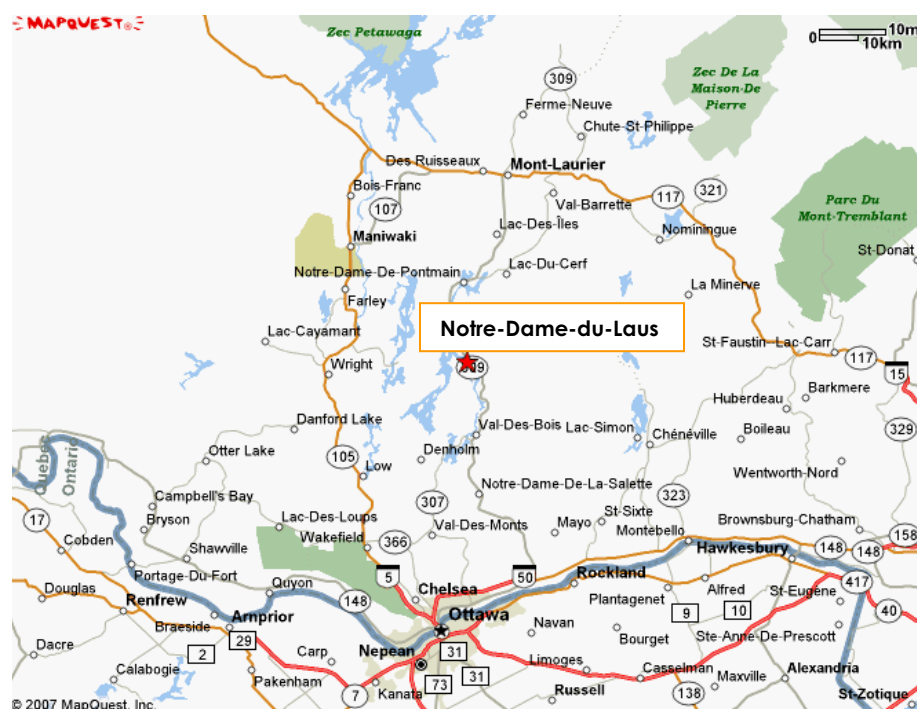 MAPQUEST
0 10m
10km
Zec Petawaga
309
Zec De La
Maison-De
Pierre
Ferme-Neuve
Chute-St-Philippe
Des Ruisseaux
Mont-Laurier
Bois-Franc
107
Val-Barrette
117
321
Parc Du
Mont-Tremblant
Lac-Des-Îles
Maniwaki
Nominingue
St-Donat
Notre-Dame-De-Pontmain
Lac-Du-Cerf
Farley
La Minerve
Notre-Dame-du-Laus
Lac-Cayamant
St-Faustin-Lac-Carr
117
Wright
309
15
Huberdeau
Barkmere
Danford Lake
Val-Des-Bois
Lac-Simon
Chénéville
Boileau
329
Quebec
Ontario
Otter Lake
105
Low
Denholm
Wentworth-Nord
Campbell's Bay
307
Notre-Dame-De-La-Salette
323
17
Bryson
Lac-Des-Loups
Val-Des-Monts
Mayo
St-Sixte
Montebello
Brownsburg-Chatham
158
Cobden
Wakefield
366
Shawville
Hawkesbury
148
148
Portage-Du-Fort
5
50
Rockland
417
Douglas
Quyon
148
Chelsea
Plantagenet
Alfred
St-Eugène
Renfrew
Arnprior
Ottawa
9
10
40
Braeside
29
Navan
Bourget
Ste-Anne-De-Prescott
Dacre
2
Carp
Nepean
31
Calabogie
Pakenham
7
Kanata
73
31
Limoges
Casselman
Maxville
Alexandria
Russell
138
St-Zotique
© 2007 MapQuest, Inc.